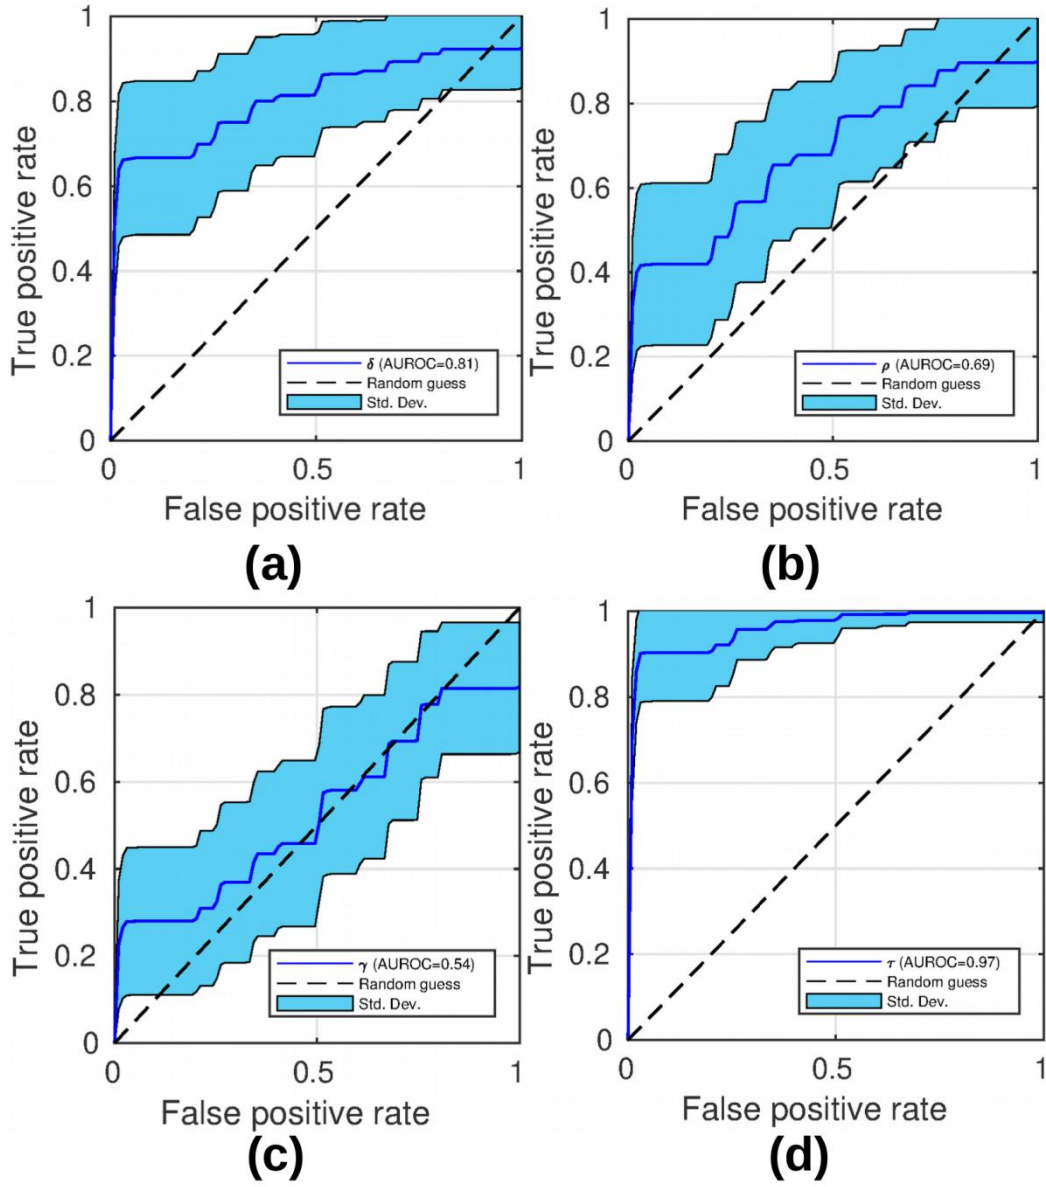 1
0.8
0.6
0.4
0.2
0
True positive rate
δ (AUROC=0.81)
Random guess
Std. Dev.
0
0.5
1
False positive rate
(a)
1
0.8
0.6
0.4
0.2
0
True positive rate
ρ (AUROC=0.69)
Random guess
Std. Dev.
0
0.5
1
False positive rate
(b)
1
0.8
0.6
0.4
0.2
0
True positive rate
γ (AUROC=0.54)
Random guess
Std. Dev.
0
0.5
1
False positive rate
(c)
1
0.8
0.6
0.4
0.2
0
True positive rate
τ (AUROC=0.97)
Random guess
Std. Dev.
0
0.5
1
False positive rate
(d)